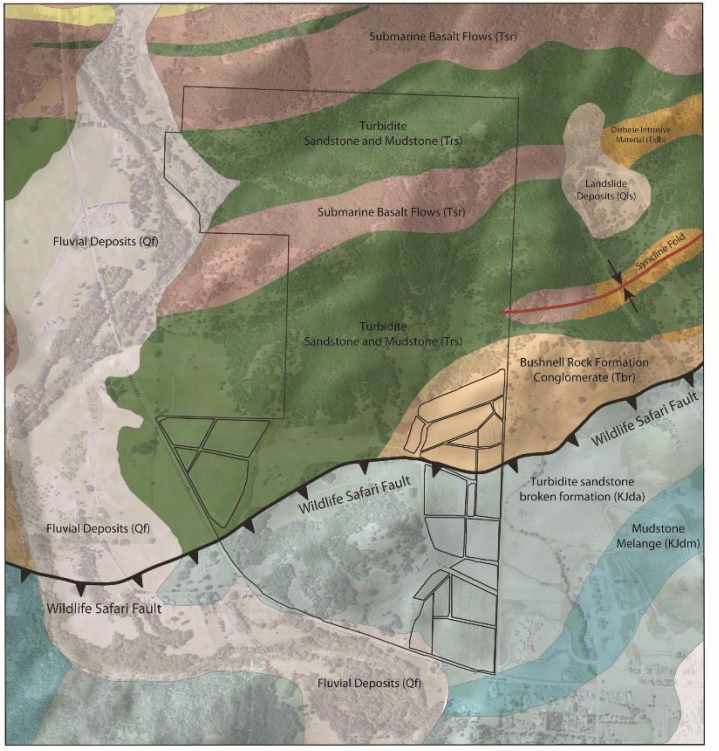 Submarine Basalt Flows (Tsr)
Turbidite
Sandstone and Mudstone (Trs)
Diabase Intrusive
Material (Tdb)
Landslide
Deposits (Qls)
Submarine Basalt Flows (Tsr)
Fluvial Deposits (Qf)
Syncline Fold
Turbidite
Sandstone and Mudstone (Trs)
Bushnell Rock Formation
Conglomerate (Tbr)
Wildlife Safari Fault
Wildlife Safari Fault
Turbidite sandstone
broken formation (KJda)
Fluvial Deposits (Qf)
Mudstone
Melange (KJdm)
Wildlife Safari Fault
Fluvial Deposits (Qf)